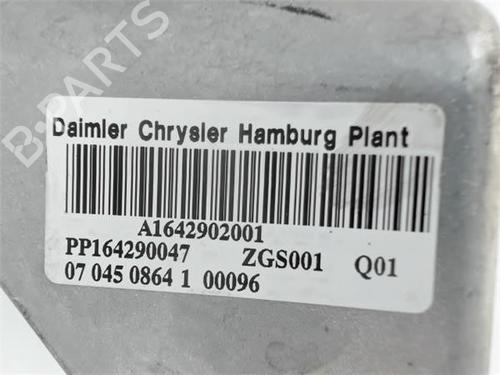 B-PARTS
Daimler Chrysler Hamburg Plant
A1642902001
PP164290047 ZGS001 Q01
07 045 0864 1 00096